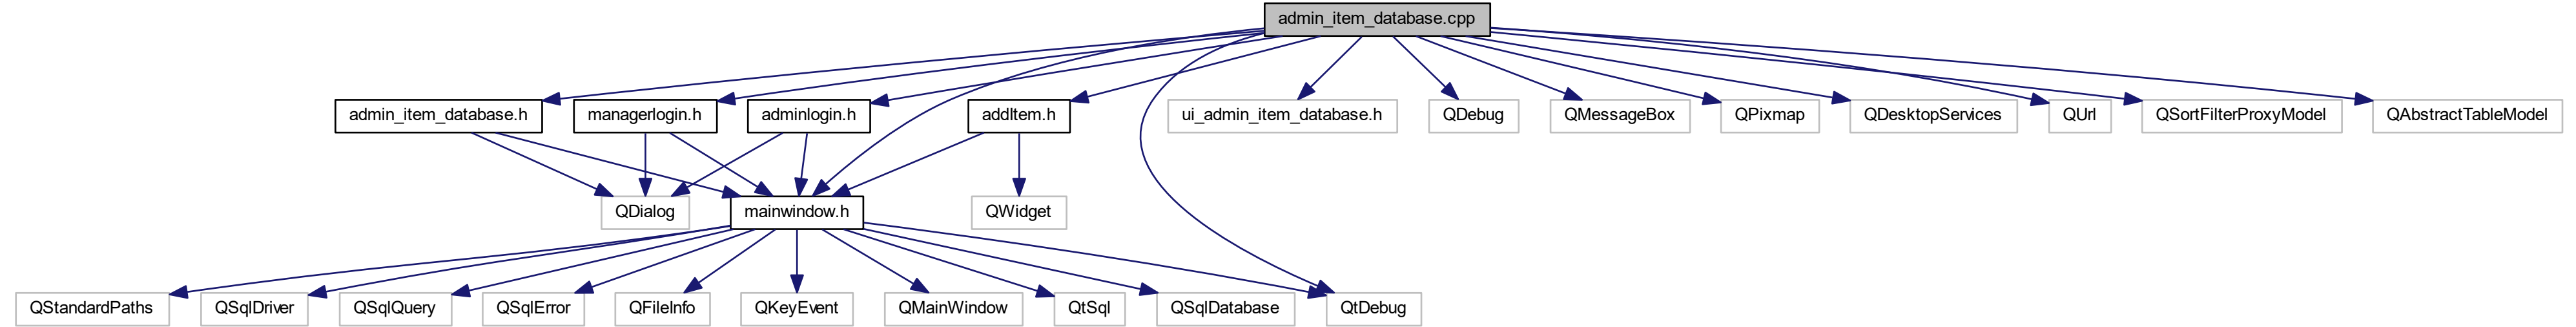 admin_item_database.cpp
admin_item_database.h
managerlogin.h
adminlogin.h
addItem.h
ui_admin_item_database.h
QDebug
QMessageBox
QPixmap
QDesktopServices
QUrl
QSortFilterProxyModel
QAbstractTableModel
QDialog
mainwindow.h
QWidget
QStandardPaths
QSqlDriver
QSqlQuery
QSqlError
QFileInfo
QKeyEvent
QMainWindow
QtSql
QSqlDatabase
QtDebug